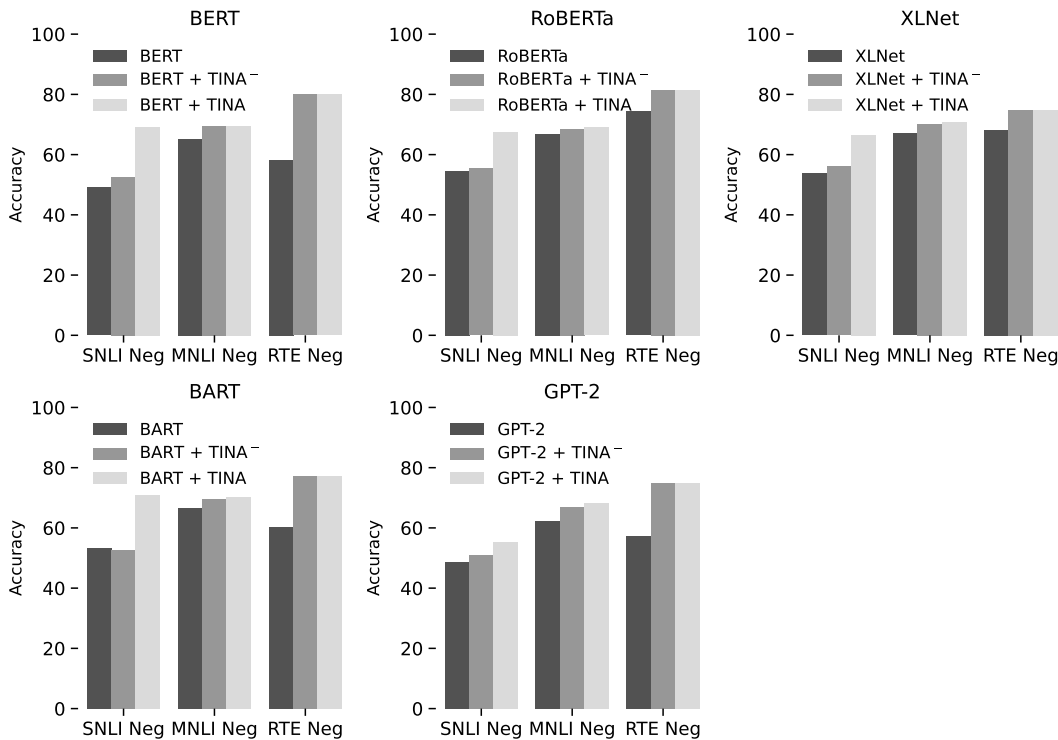 BERT
100
80
60
40
20
0
Accuracy
BERT
BERT + TINA⁻
BERT + TINA
SNLI Neg MNLI Neg RTE Neg
RoBERTa
100
80
60
40
20
0
Accuracy
RoBERTa
RoBERTa + TINA⁻
RoBERTa + TINA
SNLI Neg MNLI Neg RTE Neg
XLNet
100
80
60
40
20
0
Accuracy
XLNet
XLNet + TINA⁻
XLNet + TINA
SNLI Neg MNLI Neg RTE Neg
BART
100
80
60
40
20
0
Accuracy
BART
BART + TINA⁻
BART + TINA
SNLI Neg MNLI Neg RTE Neg
GPT-2
100
80
60
40
20
0
Accuracy
GPT-2
GPT-2 + TINA⁻
GPT-2 + TINA
SNLI Neg MNLI Neg RTE Neg